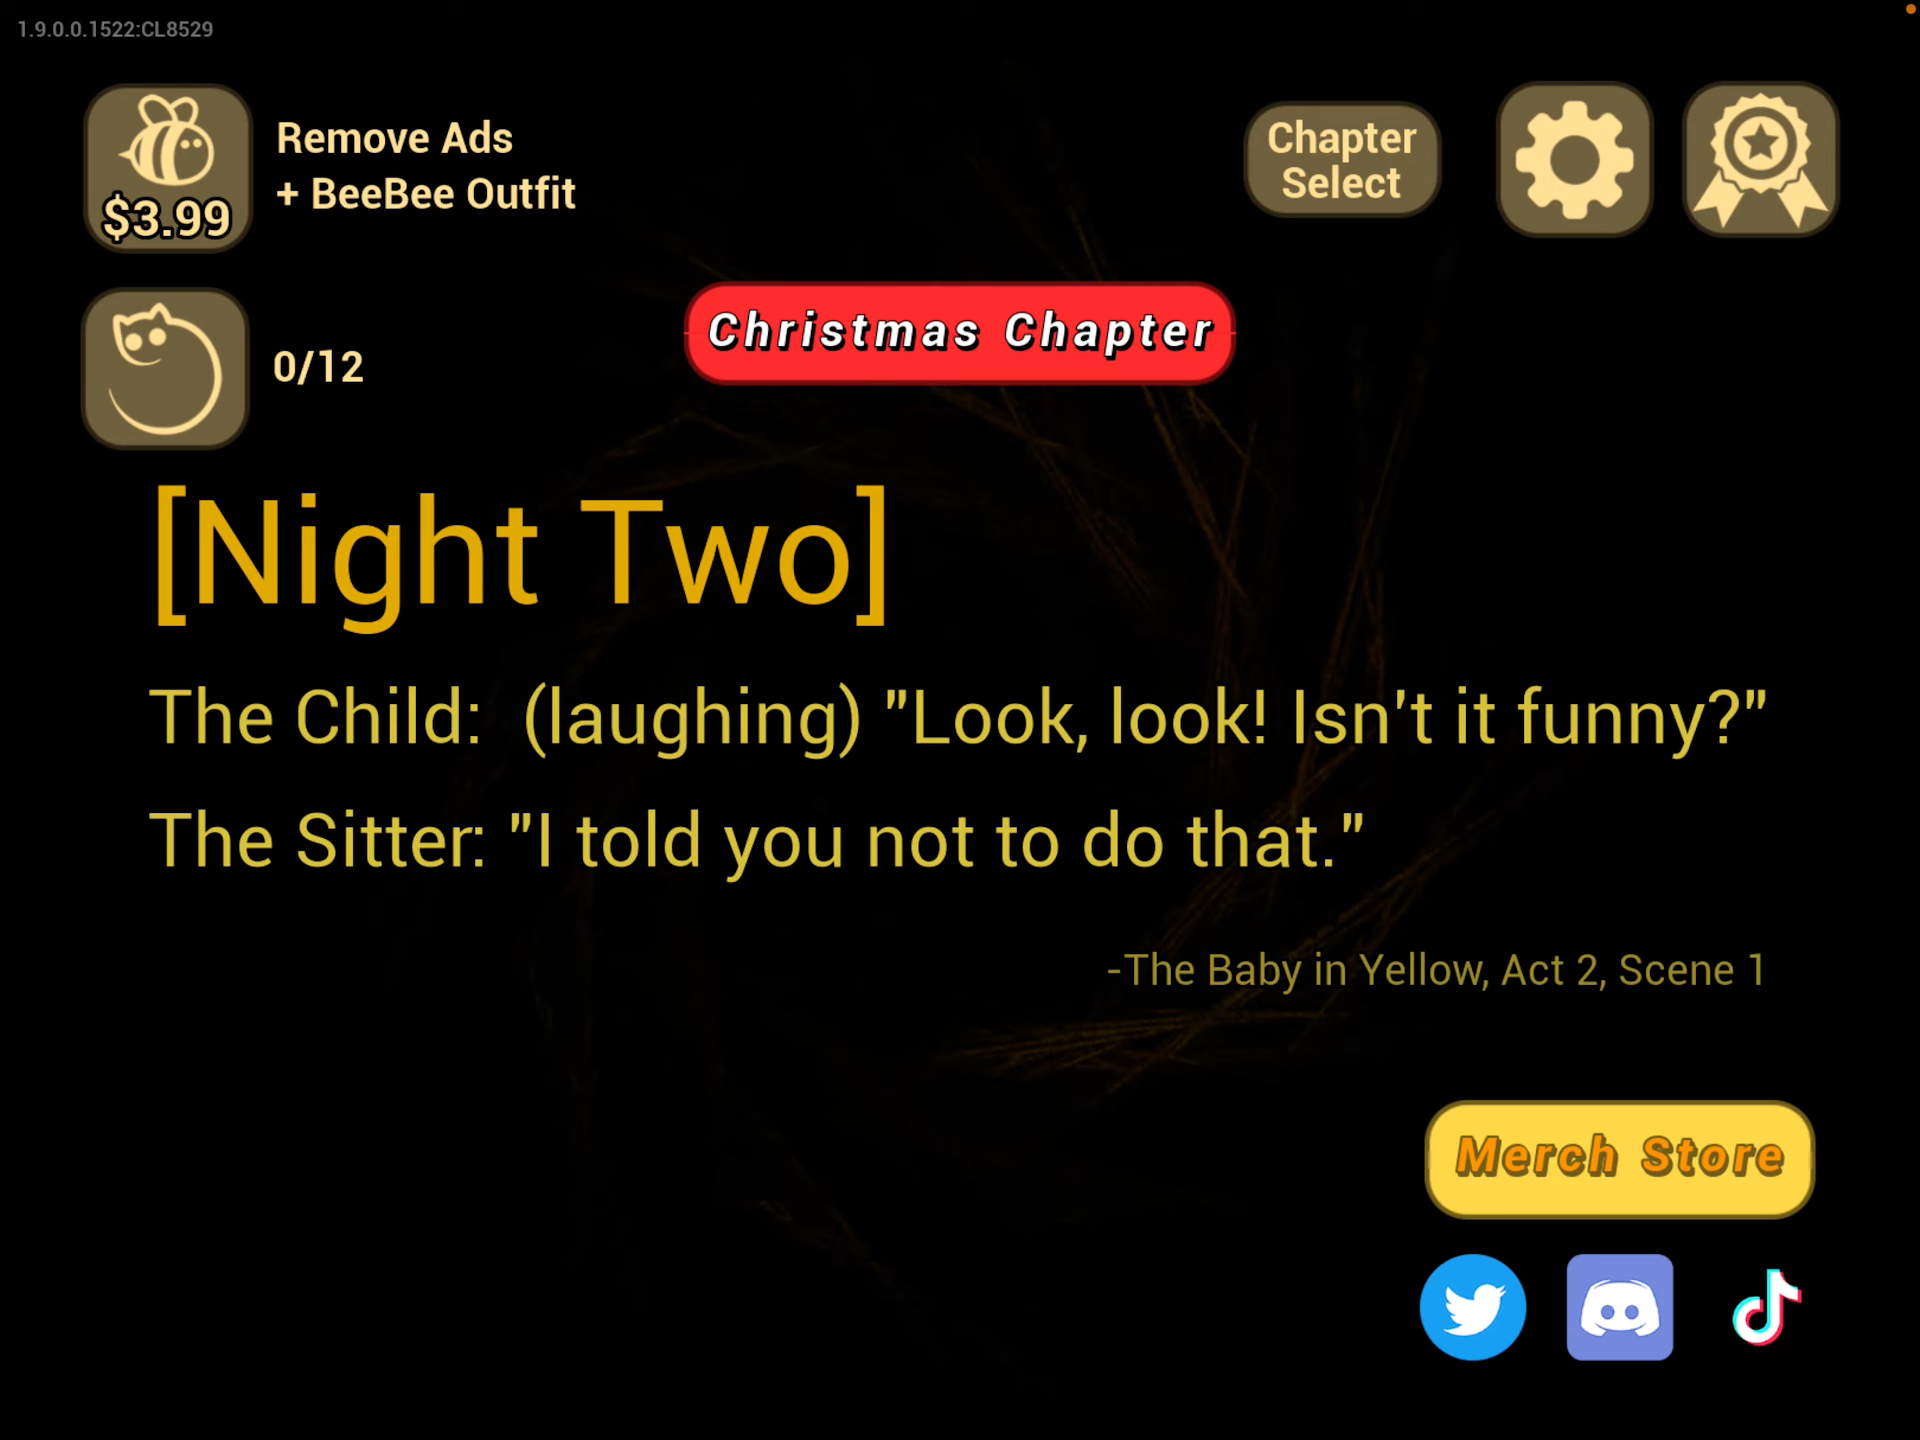 1.9.0.0.1522:CL8529
$3.99
Remove Ads
+ BeeBee Outfit
Chapter
Select
0/12
Christmas Chapter
[Night Two]
The Child:  (laughing) "Look, look! Isn't it funny?"
The Sitter: "I told you not to do that."
-The Baby in Yellow, Act 2, Scene 1
Merch Store